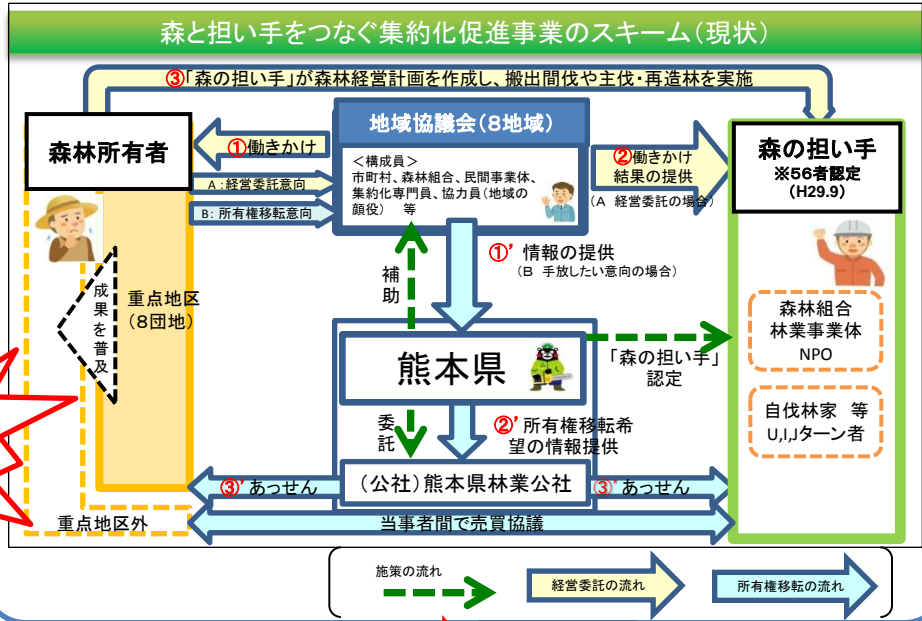 森と担い手をつなぐ集約化促進事業のスキーム(現状)
③「森の担い手」が森林経営計画を作成し、搬出間伐や主伐・再造林を実施
森林所有者
①働きかけ
A:経営委託意向
B:所有権移転意向
地域協議会(8地域)
<構成員>
市町村、森林組合、民間事業体、
集約化専門員、協力員(地域の
顔役) 等
②働きかけ
結果の提供
(A 経営委託の場合)
森の担い手
※56者認定
(H29.9)
①’ 情報の提供
(B 手放したい意向の場合)
補助
成果を普及
重点地区
(8団地)
熊本県
「森の担い手」
認定
森林組合
林業事業体
NPO
自伐林家 等
U,I,Jターン者
委託
②’ 所有権移転希
望の情報提供
③’ あっせん
(公社)熊本県林業公社
③’ あっせん
重点地区外
当事者間で売買協議
施策の流れ
経営委託の流れ
所有権移転の流れ